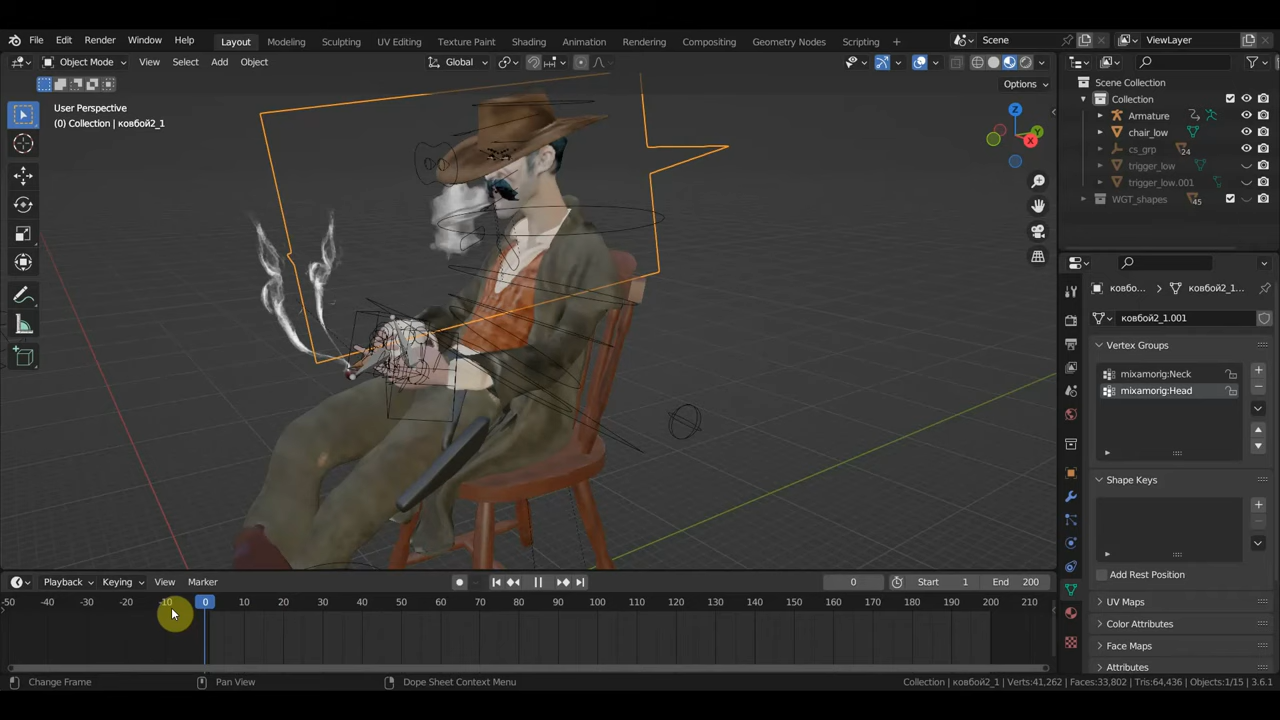 File Edit Render Window Help Layout Modeling Sculpting UV Editing Texture Paint Shading Animation Rendering Compositing Geometry Nodes Scripting + Scene ViewLayer
Object Mode View Select Add Object Global
Options
User Perspective
(0) Collection | ковбой2_1
Z
Y
X
Scene Collection
Collection
Armature
chair_low
cs_grp 24
trigger_low
trigger_low.001
WGT_shapes 45
ковбо... ковбой2_1...
ковбой2_1.001
Vertex Groups
mixamorig:Neck
mixamorig:Head
Shape Keys
Add Rest Position
UV Maps
Color Attributes
Face Maps
Attributes
Playback Keying View Marker 0 Start 1 End 200
-50 -40 -30 -20 -10 0 10 20 30 40 50 60 70 80 90 100 110 120 130 140 150 160 170 180 190 200 210
Change Frame Pan View Dope Sheet Context Menu Collection | ковбой2_1 | Verts:41,262 | Faces:33,802 | Tris:64,436 | Objects:1/15 | 3.6.1